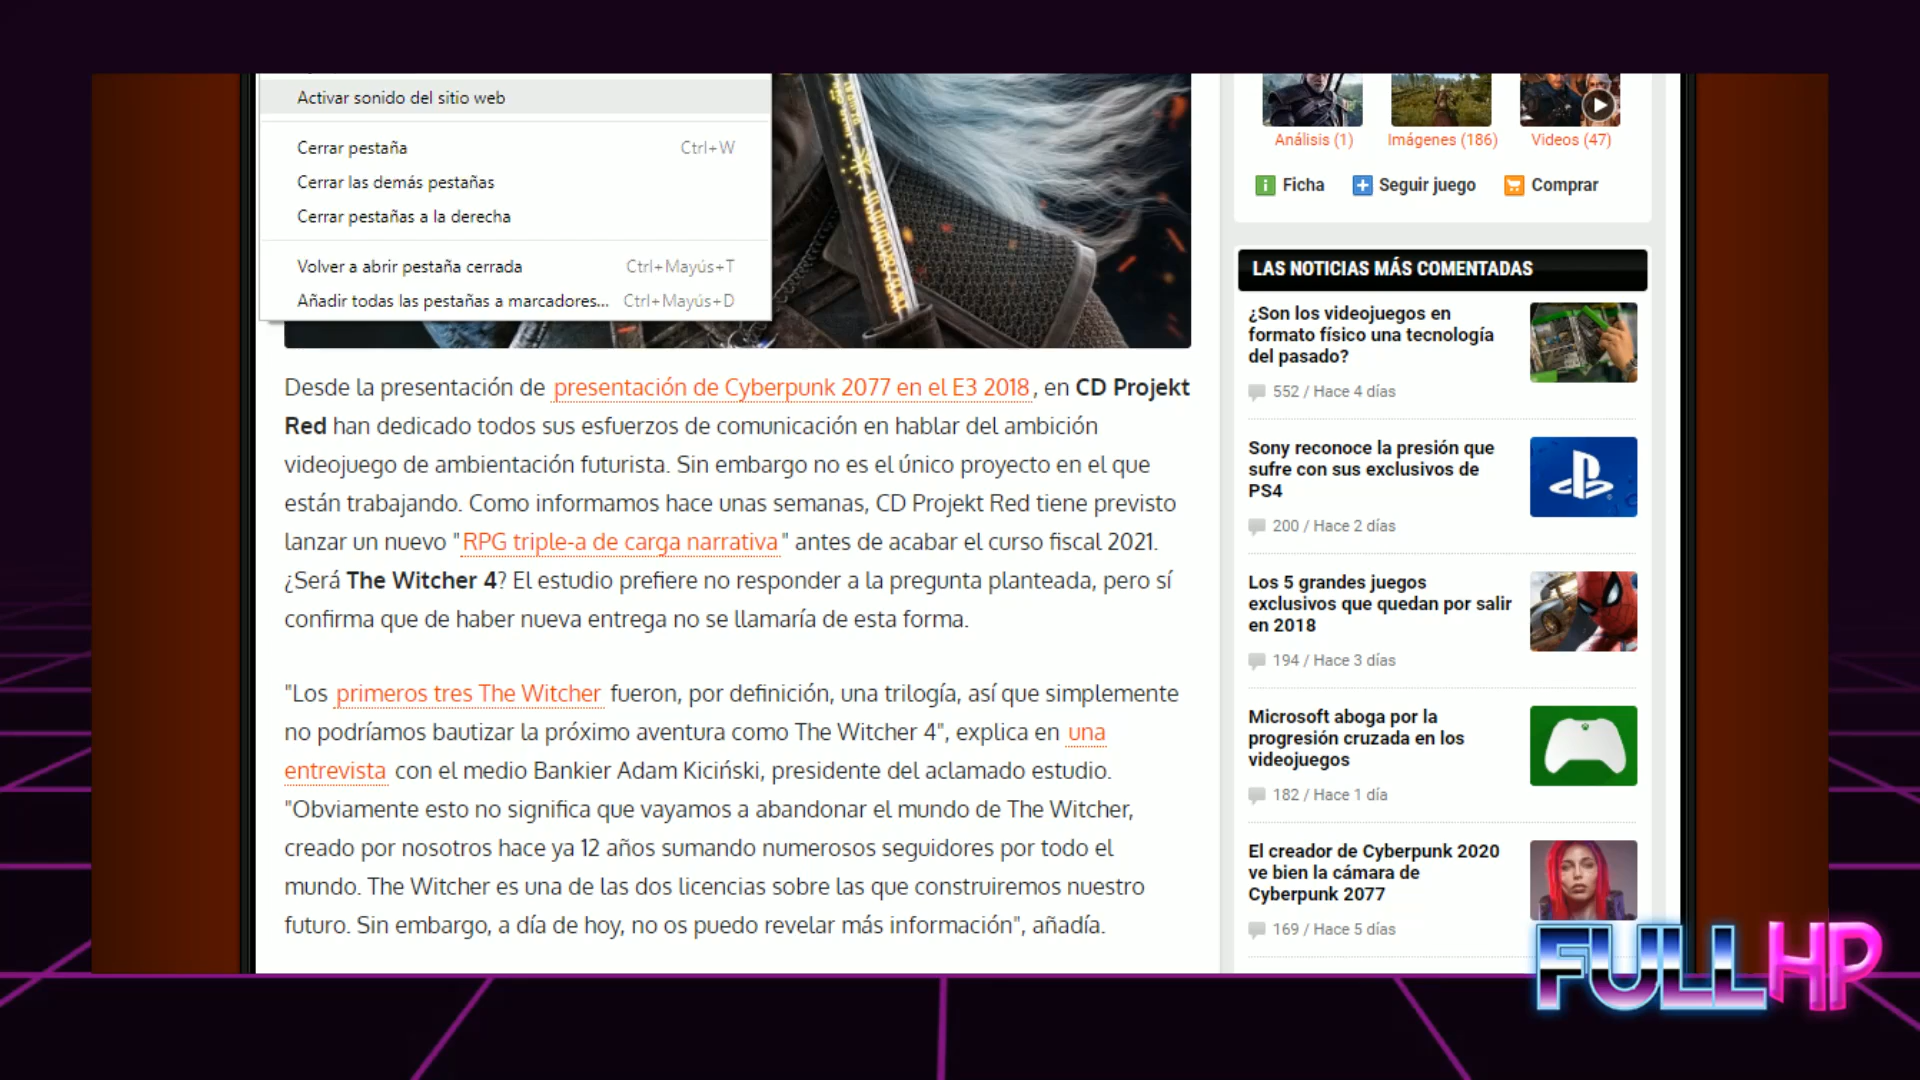 Activar sonido del sitio web
Cerrar pestaña Ctrl+W
Cerrar las demás pestañas
Cerrar pestañas a la derecha
Volver a abrir pestaña cerrada Ctrl+Mayús+T
Añadir todas las pestañas a marcadores... Ctrl+Mayús+D
Desde la presentación de presentación de Cyberpunk 2077 en el E3 2018, en CD Projekt
Red han dedicado todos sus esfuerzos de comunicación en hablar del ambición
videojuego de ambientación futurista. Sin embargo no es el único proyecto en el que
están trabajando. Como informamos hace unas semanas, CD Projekt Red tiene previsto
lanzar un nuevo "RPG triple-a de carga narrativa" antes de acabar el curso fiscal 2021.
¿Será The Witcher 4? El estudio prefiere no responder a la pregunta planteada, pero sí
confirma que de haber nueva entrega no se llamaría de esta forma.
"Los primeros tres The Witcher fueron, por definición, una trilogía, así que simplemente
no podríamos bautizar la próximo aventura como The Witcher 4", explica en una
entrevista con el medio Bankier Adam Kiciński, presidente del aclamado estudio.
"Obviamente esto no significa que vayamos a abandonar el mundo de The Witcher,
creado por nosotros hace ya 12 años sumando numerosos seguidores por todo el
mundo. The Witcher es una de las dos licencias sobre las que construiremos nuestro
futuro. Sin embargo, a día de hoy, no os puedo revelar más información", añadía.
Análisis (1) Imágenes (186) Videos (47)
Ficha Seguir juego Comprar
LAS NOTICIAS MÁS COMENTADAS
¿Son los videojuegos en
formato físico una tecnología
del pasado?
552 / Hace 4 días
Sony reconoce la presión que
sufre con sus exclusivos de
PS4
200 / Hace 2 días
Los 5 grandes juegos
exclusivos que quedan por salir
en 2018
194 / Hace 3 días
Microsoft aboga por la
progresión cruzada en los
videojuegos
182 / Hace 1 día
El creador de Cyberpunk 2020
ve bien la cámara de
Cyberpunk 2077
169 / Hace 5 días
FULL HP